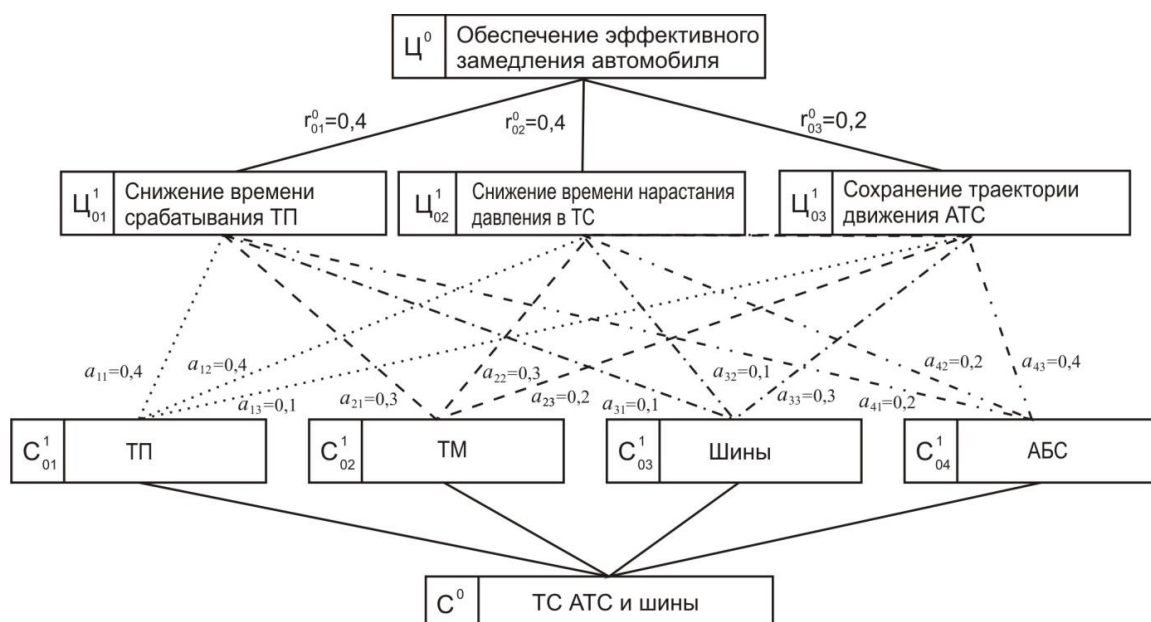 Ц⁰ Обеспечение эффективного
замедления автомобиля
r⁰₀₁=0,4
r⁰₀₂=0,4
r⁰₀₃=0,2
Ц¹₀₁ Снижение времени
срабатывания ТП
Ц¹₀₂ Снижение времени нарастания
давления в ТС
Ц¹₀₃ Сохранение траектории
движения АТС
a₁₁=0,4
a₁₂=0,4
a₁₃=0,1
a₂₁=0,3
a₂₂=0,3
a₂₃=0,2
a₃₁=0,1
a₃₂=0,1
a₃₃=0,3
a₄₁=0,2
a₄₂=0,2
a₄₃=0,4
С¹₀₁ ТП
С¹₀₂ ТМ
С¹₀₃ Шины
С¹₀₄ АБС
С⁰ ТС АТС и шины